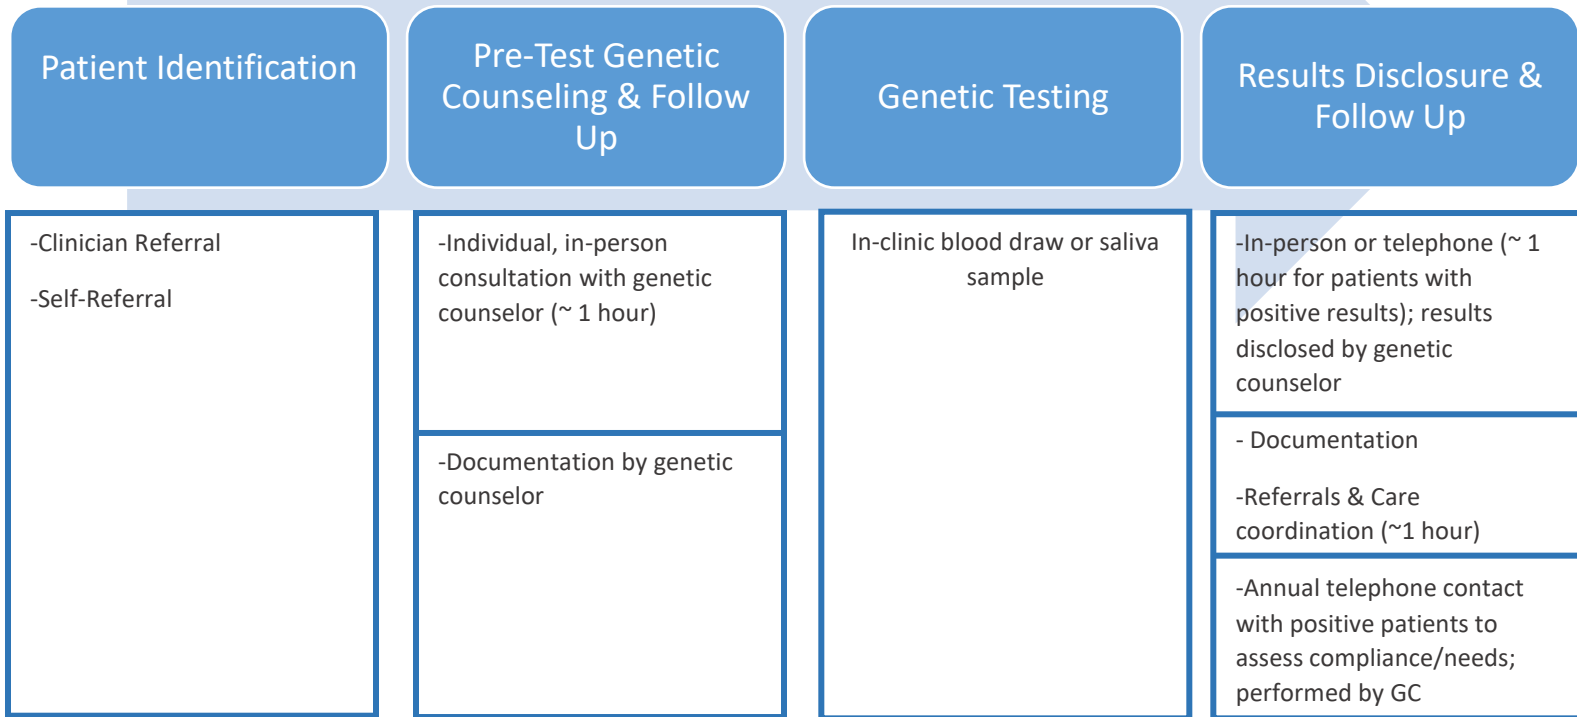 Patient Identification
Pre-Test Genetic
Counseling & Follow
Up
Genetic Testing
Results Disclosure &
Follow Up
-Clinician Referral
-Self-Referral
-Individual, in-person
consultation with genetic
counselor (~ 1 hour)
-Documentation by genetic
counselor
In-clinic blood draw or saliva
sample
-In-person or telephone (~ 1
hour for patients with
positive results); results
disclosed by genetic
counselor
- Documentation
-Referrals & Care
coordination (~1 hour)
-Annual telephone contact
with positive patients to
assess compliance/needs;
performed by GC